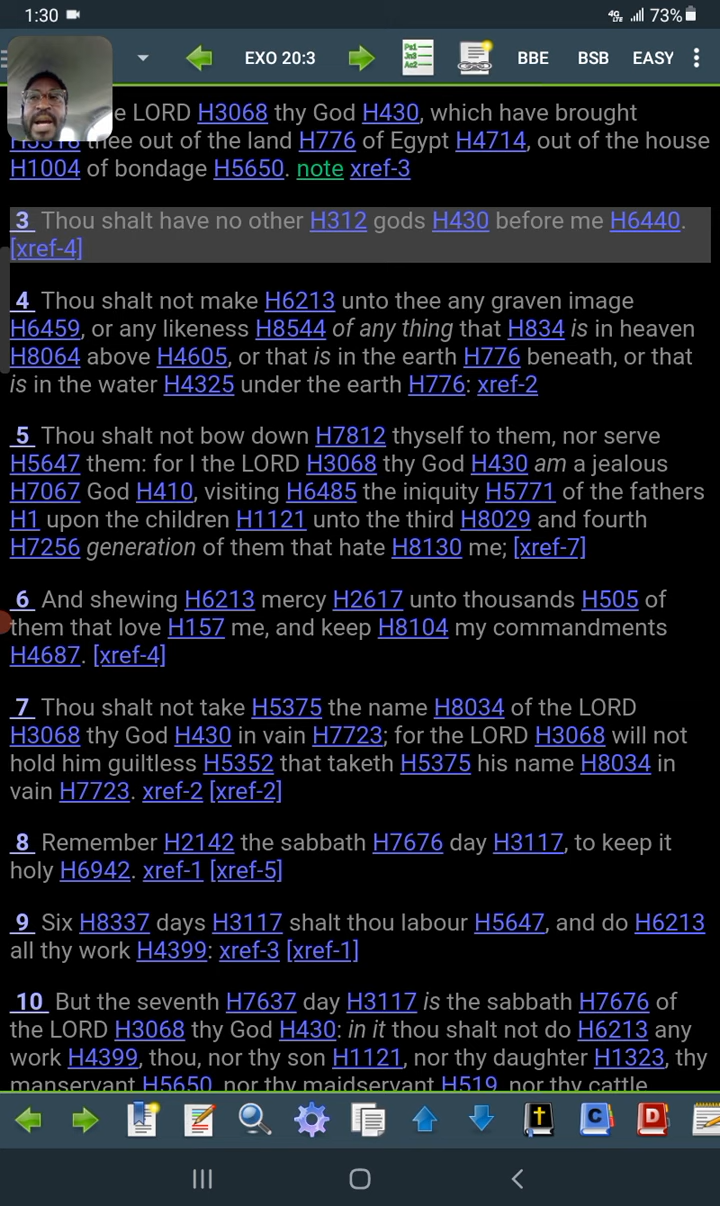 1:30 4G LTE 73%
EXO 20:3 BBE BSB EASY
e LORD H3068 thy God H430, which have brought
H3318 thee out of the land H776 of Egypt H4714, out of the house
H1004 of bondage H5650. note xref-3
3 Thou shalt have no other H312 gods H430 before me H6440.
[xref-4]
4 Thou shalt not make H6213 unto thee any graven image
H6459, or any likeness H8544 of any thing that H834 is in heaven
H8064 above H4605, or that is in the earth H776 beneath, or that
is in the water H4325 under the earth H776: xref-2
5 Thou shalt not bow down H7812 thyself to them, nor serve
H5647 them: for I the LORD H3068 thy God H430 am a jealous
H7067 God H410, visiting H6485 the iniquity H5771 of the fathers
H1 upon the children H1121 unto the third H8029 and fourth
H7256 generation of them that hate H8130 me; [xref-7]
6 And shewing H6213 mercy H2617 unto thousands H505 of
them that love H157 me, and keep H8104 my commandments
H4687. [xref-4]
7 Thou shalt not take H5375 the name H8034 of the LORD
H3068 thy God H430 in vain H7723; for the LORD H3068 will not
hold him guiltless H5352 that taketh H5375 his name H8034 in
vain H7723. xref-2 [xref-2]
8 Remember H2142 the sabbath H7676 day H3117, to keep it
holy H6942. xref-1 [xref-5]
9 Six H8337 days H3117 shalt thou labour H5647, and do H6213
all thy work H4399: xref-3 [xref-1]
10 But the seventh H7637 day H3117 is the sabbath H7676 of
the LORD H3068 thy God H430: in it thou shalt not do H6213 any
work H4399, thou, nor thy son H1121, nor thy daughter H1323, thy
manservant H5650, nor thy maidservant H519, nor thy cattle
C D